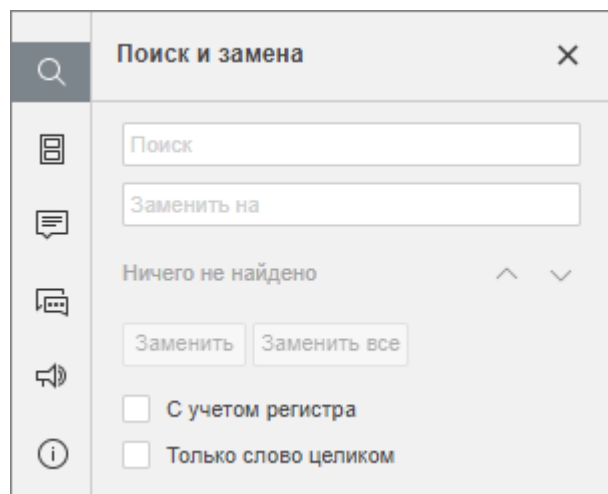 Поиск и замена
Поиск
Заменить на
Ничего не найдено
Заменить Заменить все
С учетом регистра
Только слово целиком